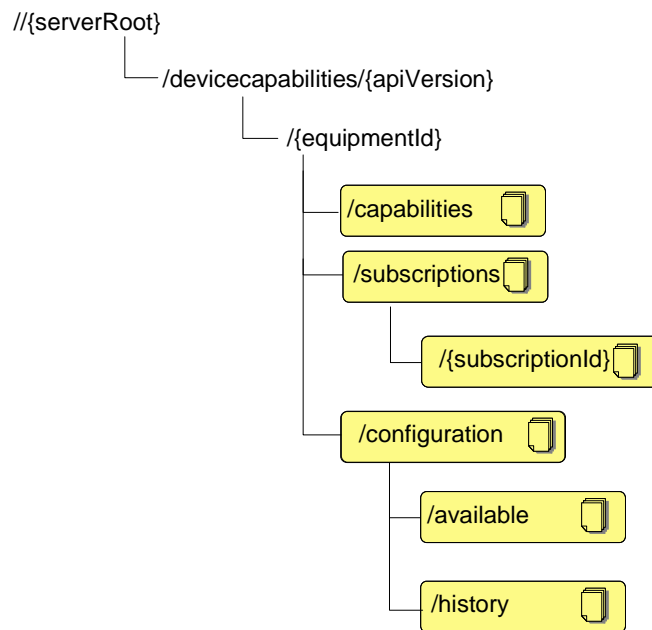 //{serverRoot}
/devicecapabilities/{apiVersion}
/{equipmentId}
/capabilities
/subscriptions
/{subscriptionId}
/configuration
/available
/history